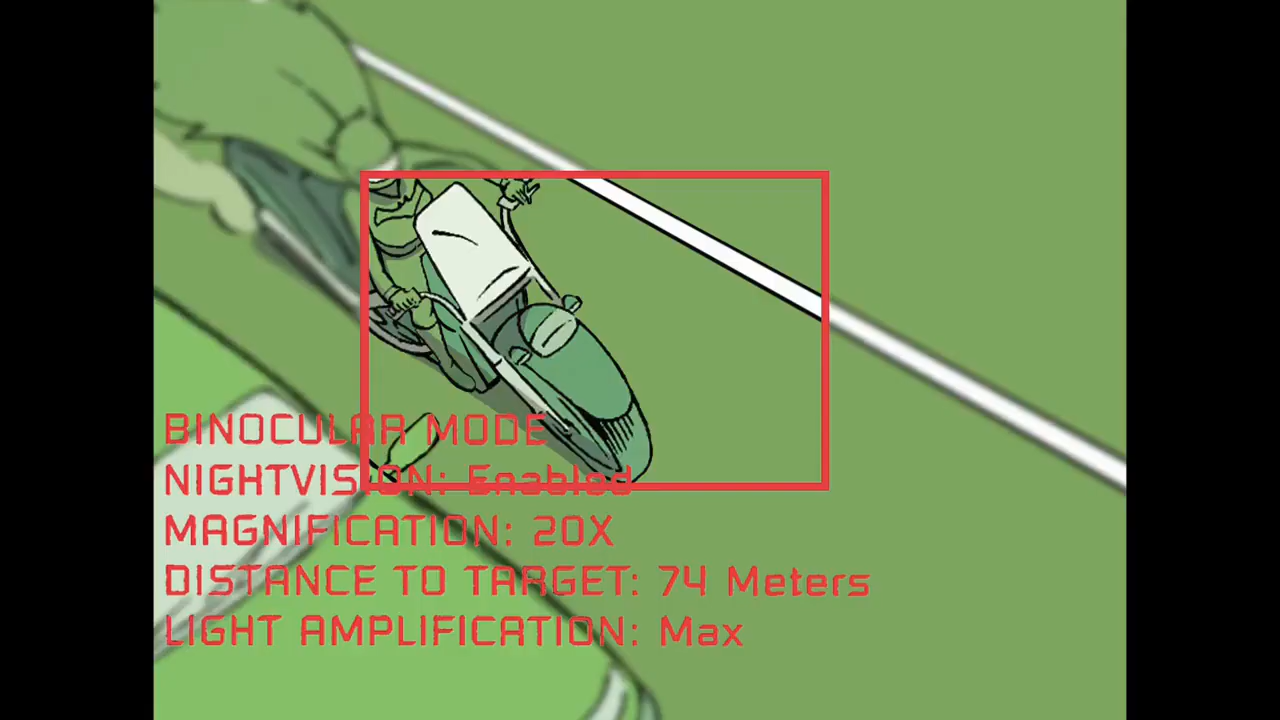 BINOCULAR MODE
NIGHTVISION: Enabled
MAGNIFICATION: 20X
DISTANCE TO TARGET: 74 Meters
LIGHT AMPLIFICATION: Max